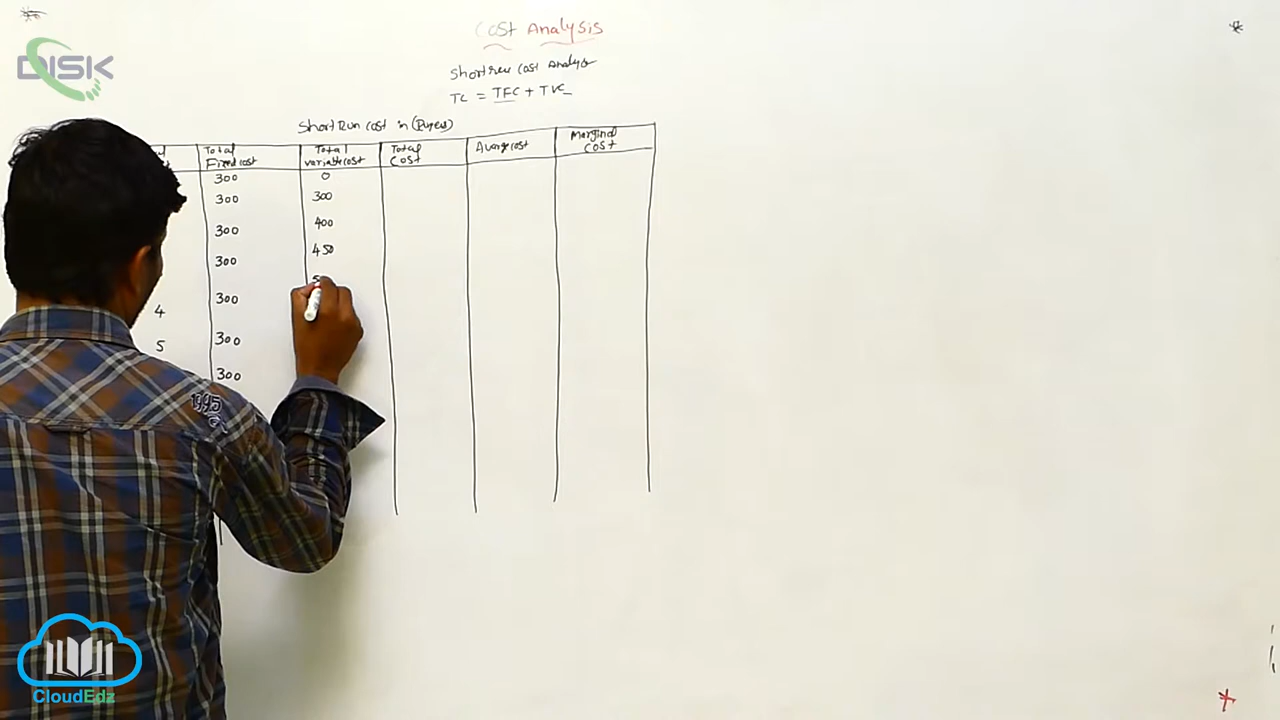 DISK
Cost Analysis
Short run Cost Analysis
TC = TFC + TVC
Short Run Cost in (Rupees)
Total Fixed cost Total variable cost Total Cost Average cost Marginal Cost
300 0
300 300
300 400
300 450
4 300 5
5 300
300
1995
CloudEdz